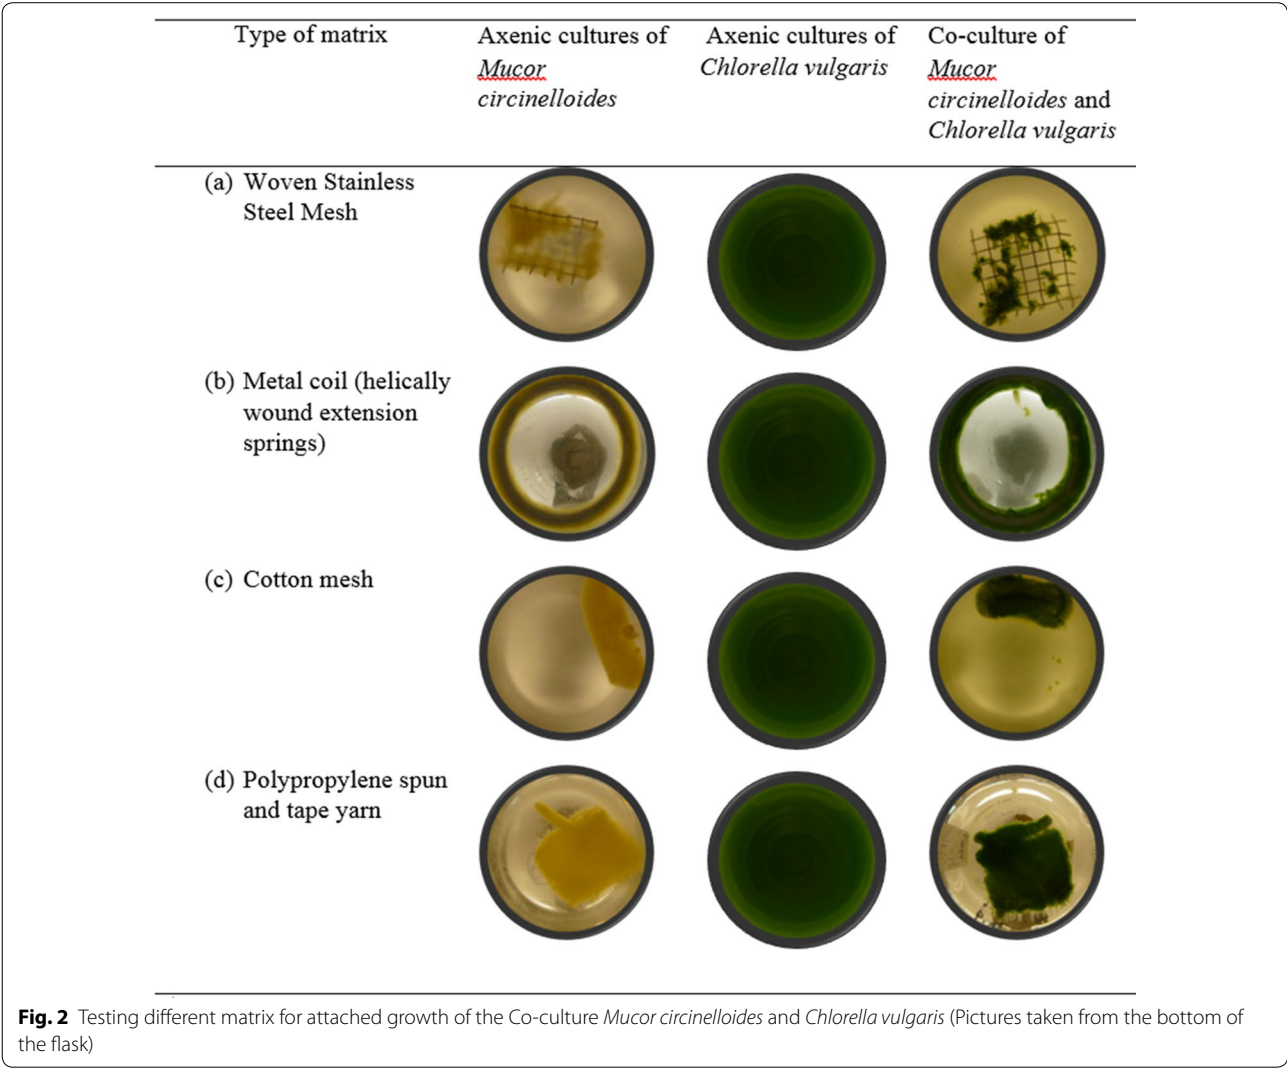 Type of matrix
Axenic cultures of
Mucor
circinelloides
Axenic cultures of
Chlorella vulgaris
Co-culture of
Mucor
circinelloides and
Chlorella vulgaris
(a) Woven Stainless
Steel Mesh
(b) Metal coil (helically
wound extension
springs)
(c) Cotton mesh
(d) Polypropylene spun
and tape yarn
Fig. 2 Testing different matrix for attached growth of the Co-culture Mucor circinelloides and Chlorella vulgaris (Pictures taken from the bottom of
the flask)